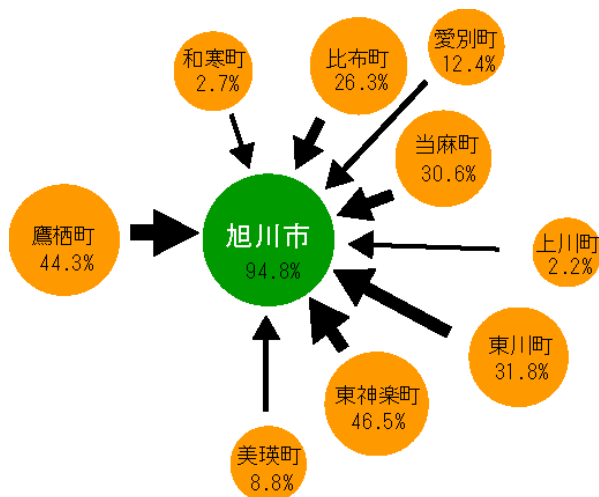 愛別町
12.4%
和寒町
2.7%
比布町
26.3%
当麻町
30.6%
鷹栖町
44.3%
旭川市
94.8%
上川町
2.2%
東川町
31.8%
東神楽町
46.5%
美瑛町
8.8%